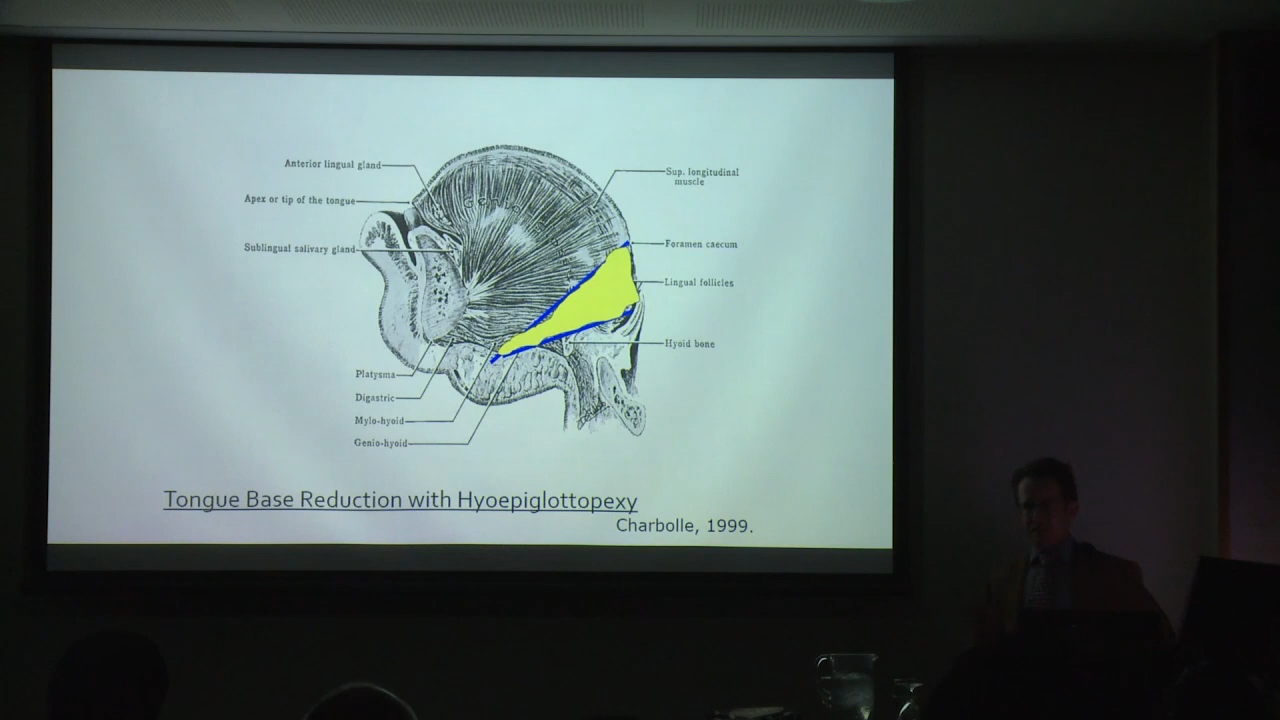 Anterior lingual gland
Apex or tip of the tongue
Sublingual salivary gland
Sup. longitudinal
muscle
Foramen caecum
Lingual follicles
Hyoid bone
Platysma
Digastric
Mylo-hyoid
Genio-hyoid
Tongue Base Reduction with Hyoepiglottopexy
Charbolle, 1999.